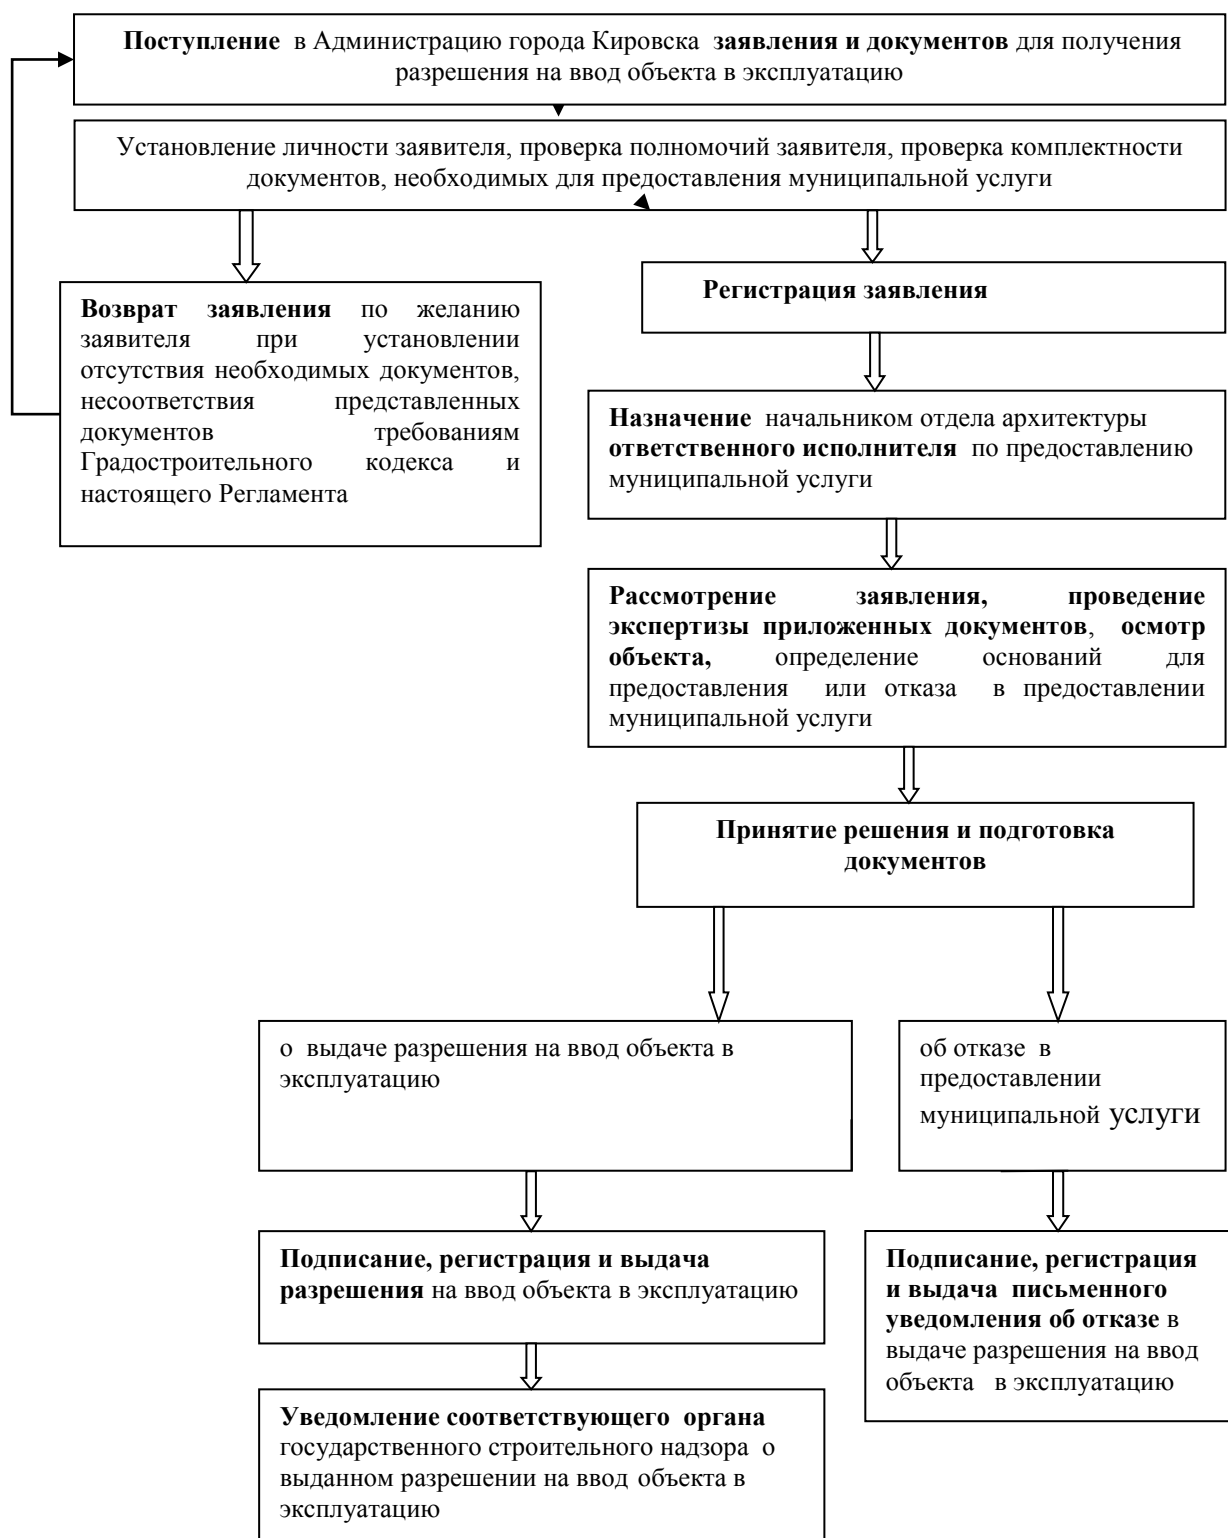 Поступление в Администрацию города Кировска заявления и документов для получения
разрешения на ввод объекта в эксплуатацию
Установление личности заявителя, проверка полномочий заявителя, проверка комплектности
документов, необходимых для предоставления муниципальной услуги
Возврат заявления по желанию
заявителя при установлении
отсутствия необходимых документов,
несоответствия представленных
документов требованиям
Градостроительного кодекса и
настоящего Регламента
Регистрация заявления
Назначение начальником отдела архитектуры
ответственного исполнителя по предоставлению
муниципальной услуги
Рассмотрение заявления, проведение
экспертизы приложенных документов, осмотр
объекта, определение оснований для
предоставления или отказа в предоставлении
муниципальной услуги
Принятие решения и подготовка
документов
о выдаче разрешения на ввод объекта в
эксплуатацию
об отказе в
предоставлении
муниципальной услуги
Подписание, регистрация и выдача
разрешения на ввод объекта в эксплуатацию
Подписание, регистрация
и выдача письменного
уведомления об отказе в
выдаче разрешения на ввод
объекта в эксплуатацию
Уведомление соответствующего органа
государственного строительного надзора о
выданном разрешении на ввод объекта в
эксплуатацию